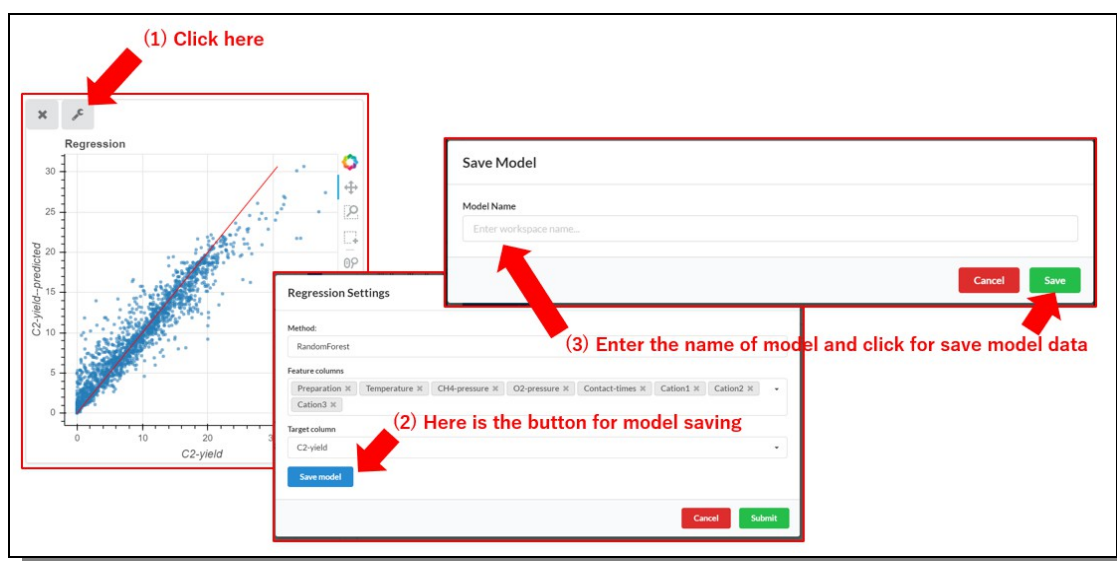 (1) Click here
Regression
30
25
20
15
10
5
0
C2-yield--predicted
0 10 20
C2-yield
Save Model
Model Name
Enter workspace name...
Cancel Save
(3) Enter the name of model and click for save model data
Regression Settings
Method:
RandomForest
Feature columns
Preparation × Temperature × CH4-pressure × O2-pressure × Contact-times × Cation1 × Cation2 ×
Cation3 ×
(2) Here is the button for model saving
Target column
C2-yield
Save model
Cancel Submit